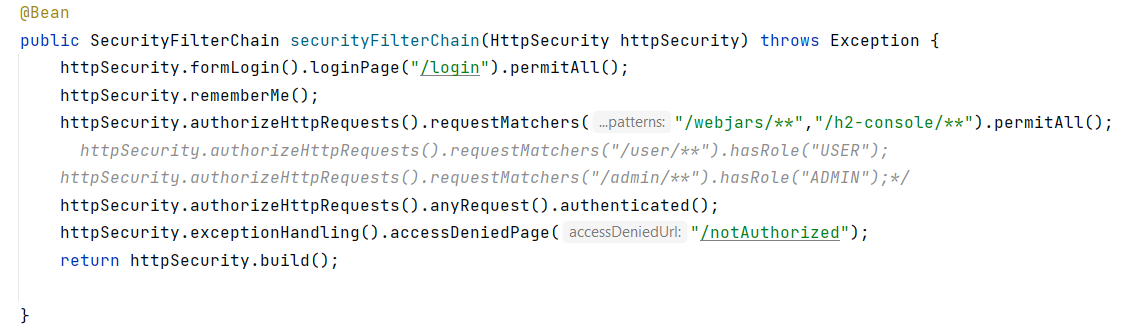 @Bean
public SecurityFilterChain securityFilterChain(HttpSecurity httpSecurity) throws Exception {
    httpSecurity.formLogin().loginPage("/login").permitAll();
    httpSecurity.rememberMe();
    httpSecurity.authorizeHttpRequests().requestMatchers( ...patterns: "/webjars/**","/h2-console/**").permitAll();
      httpSecurity.authorizeHttpRequests().requestMatchers("/user/**").hasRole("USER");
    httpSecurity.authorizeHttpRequests().requestMatchers("/admin/**").hasRole("ADMIN");*/
    httpSecurity.authorizeHttpRequests().anyRequest().authenticated();
    httpSecurity.exceptionHandling().accessDeniedPage( accessDeniedUrl: "/notAuthorized");
    return httpSecurity.build();
}